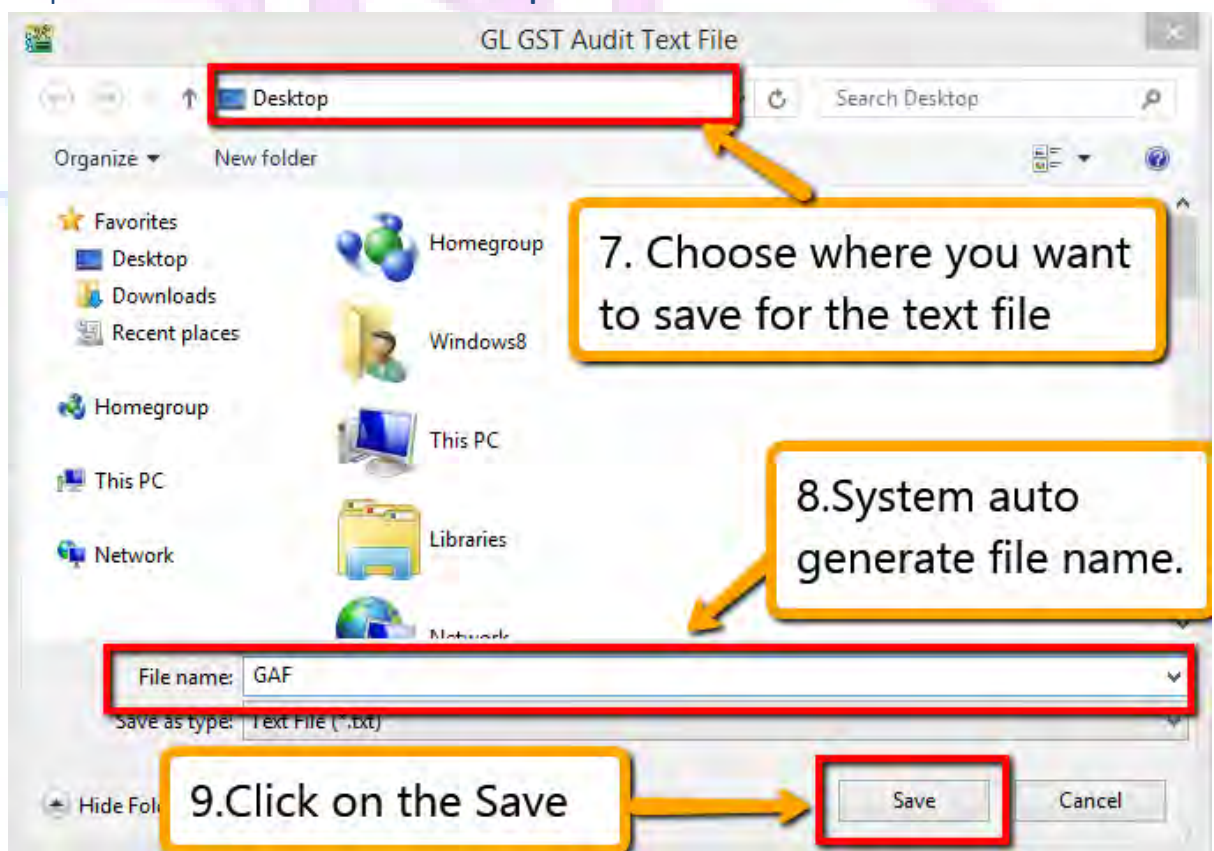 GL GST Audit Text File
Desktop
Search Desktop
Organize
New folder
Favorites
Desktop
Downloads
Recent places
Homegroup
This PC
Network
Homegroup
Windows8
This PC
Libraries
Network
7. Choose where you want
to save for the text file
8.System auto
generate file name.
File name: GAF
Save as type: Text File (*.txt)
Hide Fol
9.Click on the Save
Save
Cancel